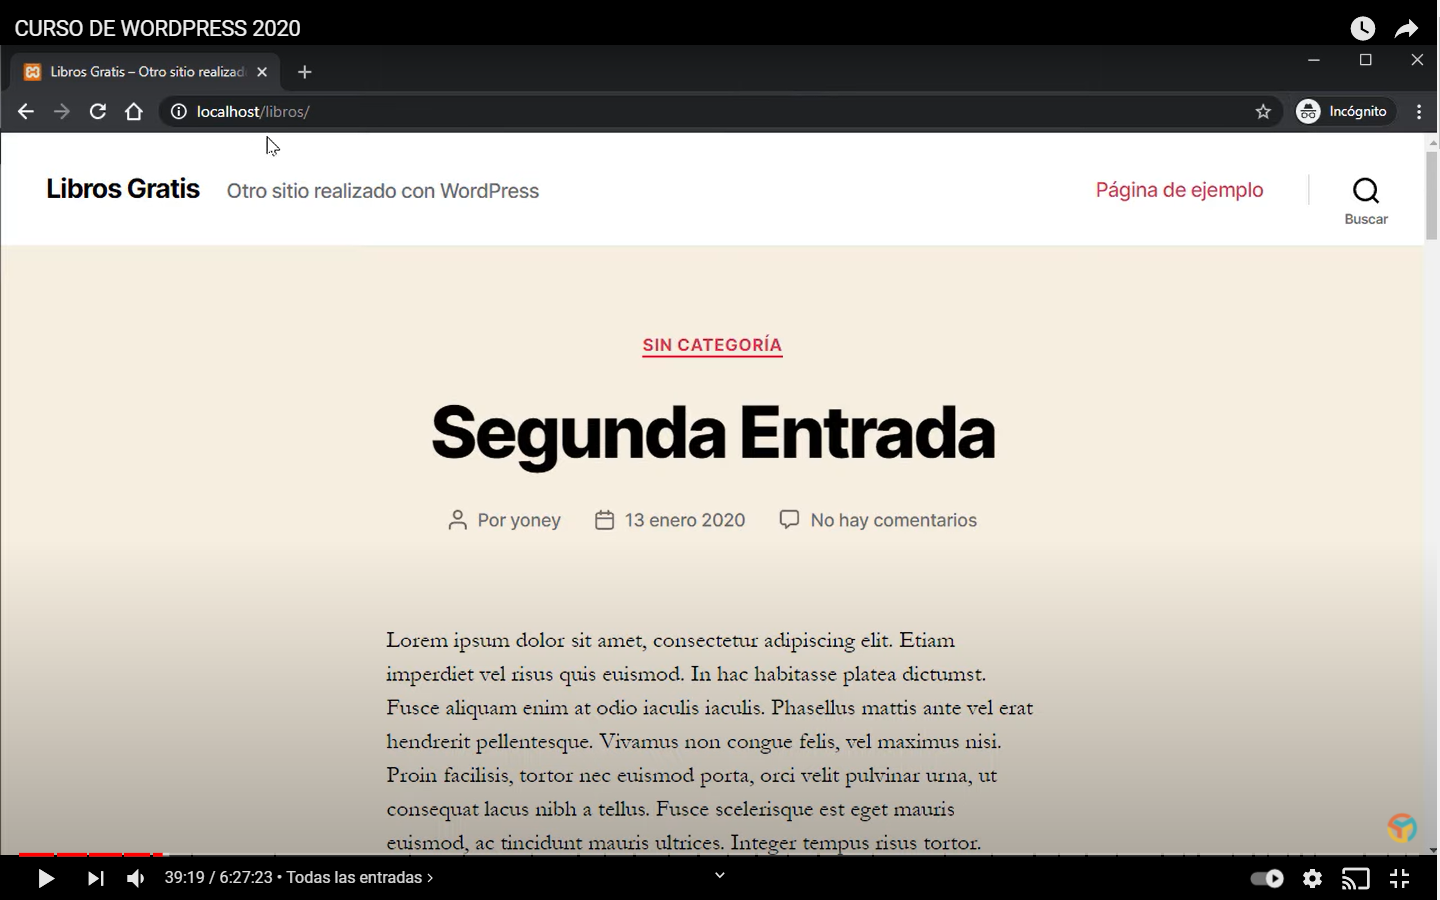 CURSO DE WORDPRESS 2020
Libros Gratis – Otro sitio realizad
localhost/libros/
Incógnito
Libros Gratis Otro sitio realizado con WordPress
Página de ejemplo
Buscar
SIN CATEGORÍA
Segunda Entrada
Por yoney 13 enero 2020 No hay comentarios
Lorem ipsum dolor sit amet, consectetur adipiscing elit. Etiam
imperdiet vel risus quis euismod. In hac habitasse platea dictumst.
Fusce aliquam enim at odio iaculis iaculis. Phasellus mattis ante vel erat
hendrerit pellentesque. Vivamus non congue felis, vel maximus nisi.
Proin facilisis, tortor nec euismod porta, orci velit pulvinar urna, ut
consequat lacus nibh a tellus. Fusce scelerisque est eget mauris
euismod, ac tincidunt mauris ultrices. Integer tempus risus tortor.
39:19 / 6:27:23 • Todas las entradas ›